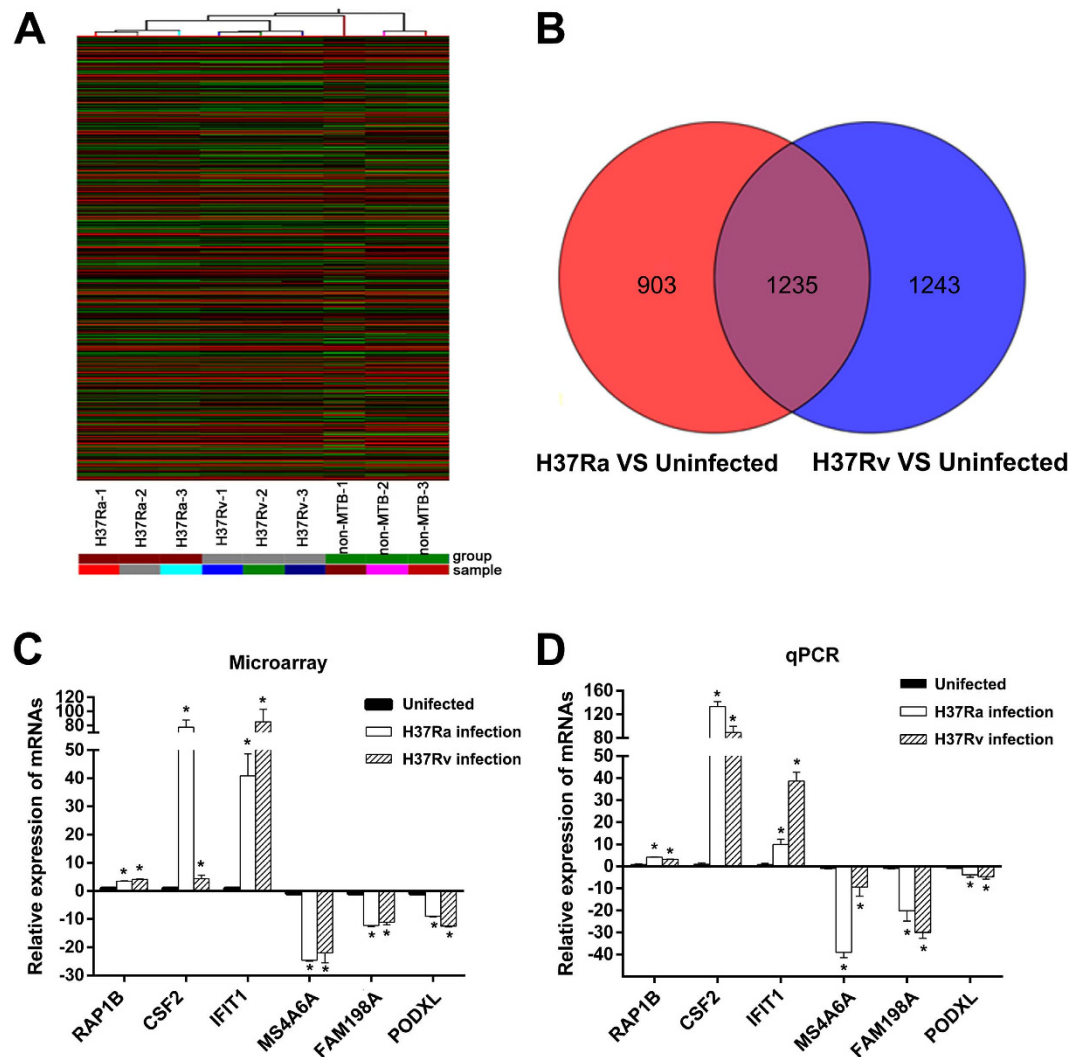 A
H37Ra-1
H37Ra-2
H37Ra-3
H37Rv-1
H37Rv-2
H37Rv-3
non-MTB-1
non-MTB-2
non-MTB-3
group
sample
B
903
1235
1243
H37Ra VS Uninfected
H37Rv VS Uninfected
C
Microarray
Relative expression of mRNAs
120
100
80
60
50
40
30
20
10
0
-10
-20
-30
Unifected
H37Ra infection
H37Rv infection
* * * * * *
* * * * * *
RAP1B
CSF2
IFIT1
MS4A6A
FAM198A
PODXL
D
qPCR
Relative expression of mRNAs
160
120
80
50
40
30
20
10
0
-10
-20
-30
-40
Unifected
H37Ra infection
H37Rv infection
* * * * * *
* * * * * *
RAP1B
CSF2
IFIT1
MS4A6A
FAM198A
PODXL